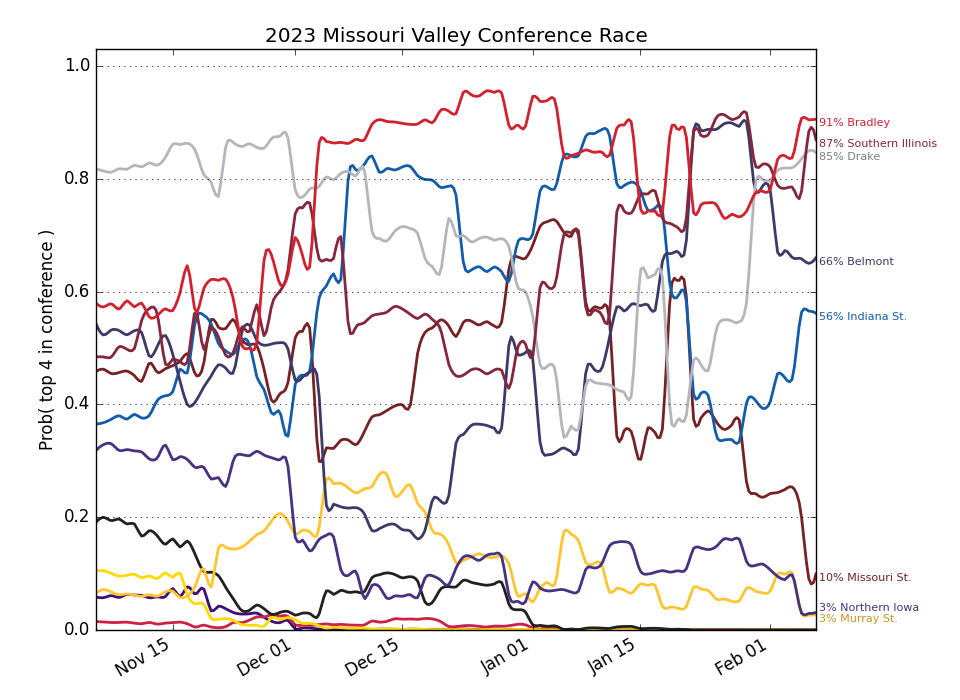 2023 Missouri Valley Conference Race
Prob( top 4 in conference )
1.0
0.8
0.6
0.4
0.2
0.0
Nov 15
Dec 01
Dec 15
Jan 01
Jan 15
Feb 01
91% Bradley
87% Southern Illinois
85% Drake
66% Belmont
56% Indiana St.
10% Missouri St.
3% Northern Iowa
3% Murray St.